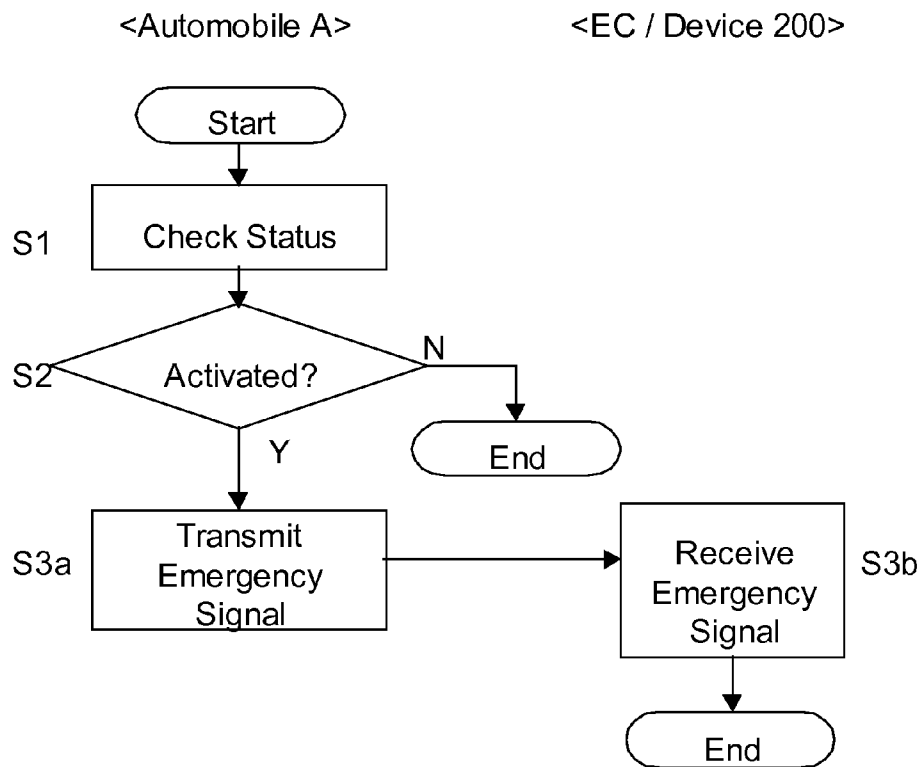 <Automobile A>
<EC / Device 200>
Start
S1
Check Status
S2
Activated?
N
Y
End
S3a
Transmit
Emergency
Signal
Receive
Emergency
Signal
S3b
End